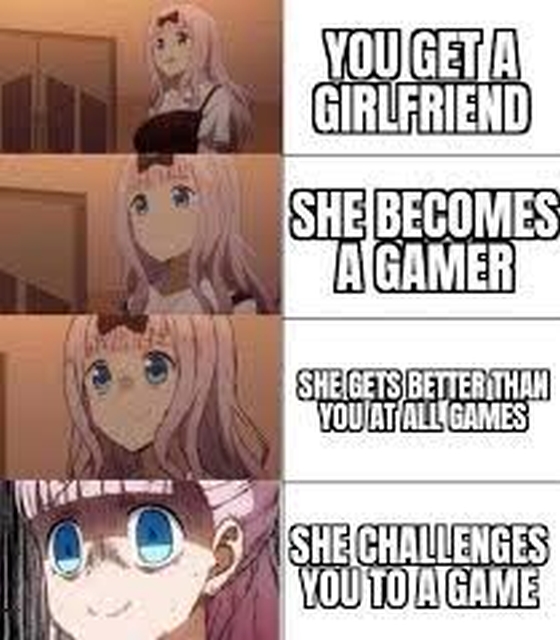 YOU GET A
GIRLFRIEND
SHE BECOMES
A GAMER
SHE GETS BETTER THAN
YOU AT ALL GAMES
SHE CHALLENGES
YOU TO A GAME